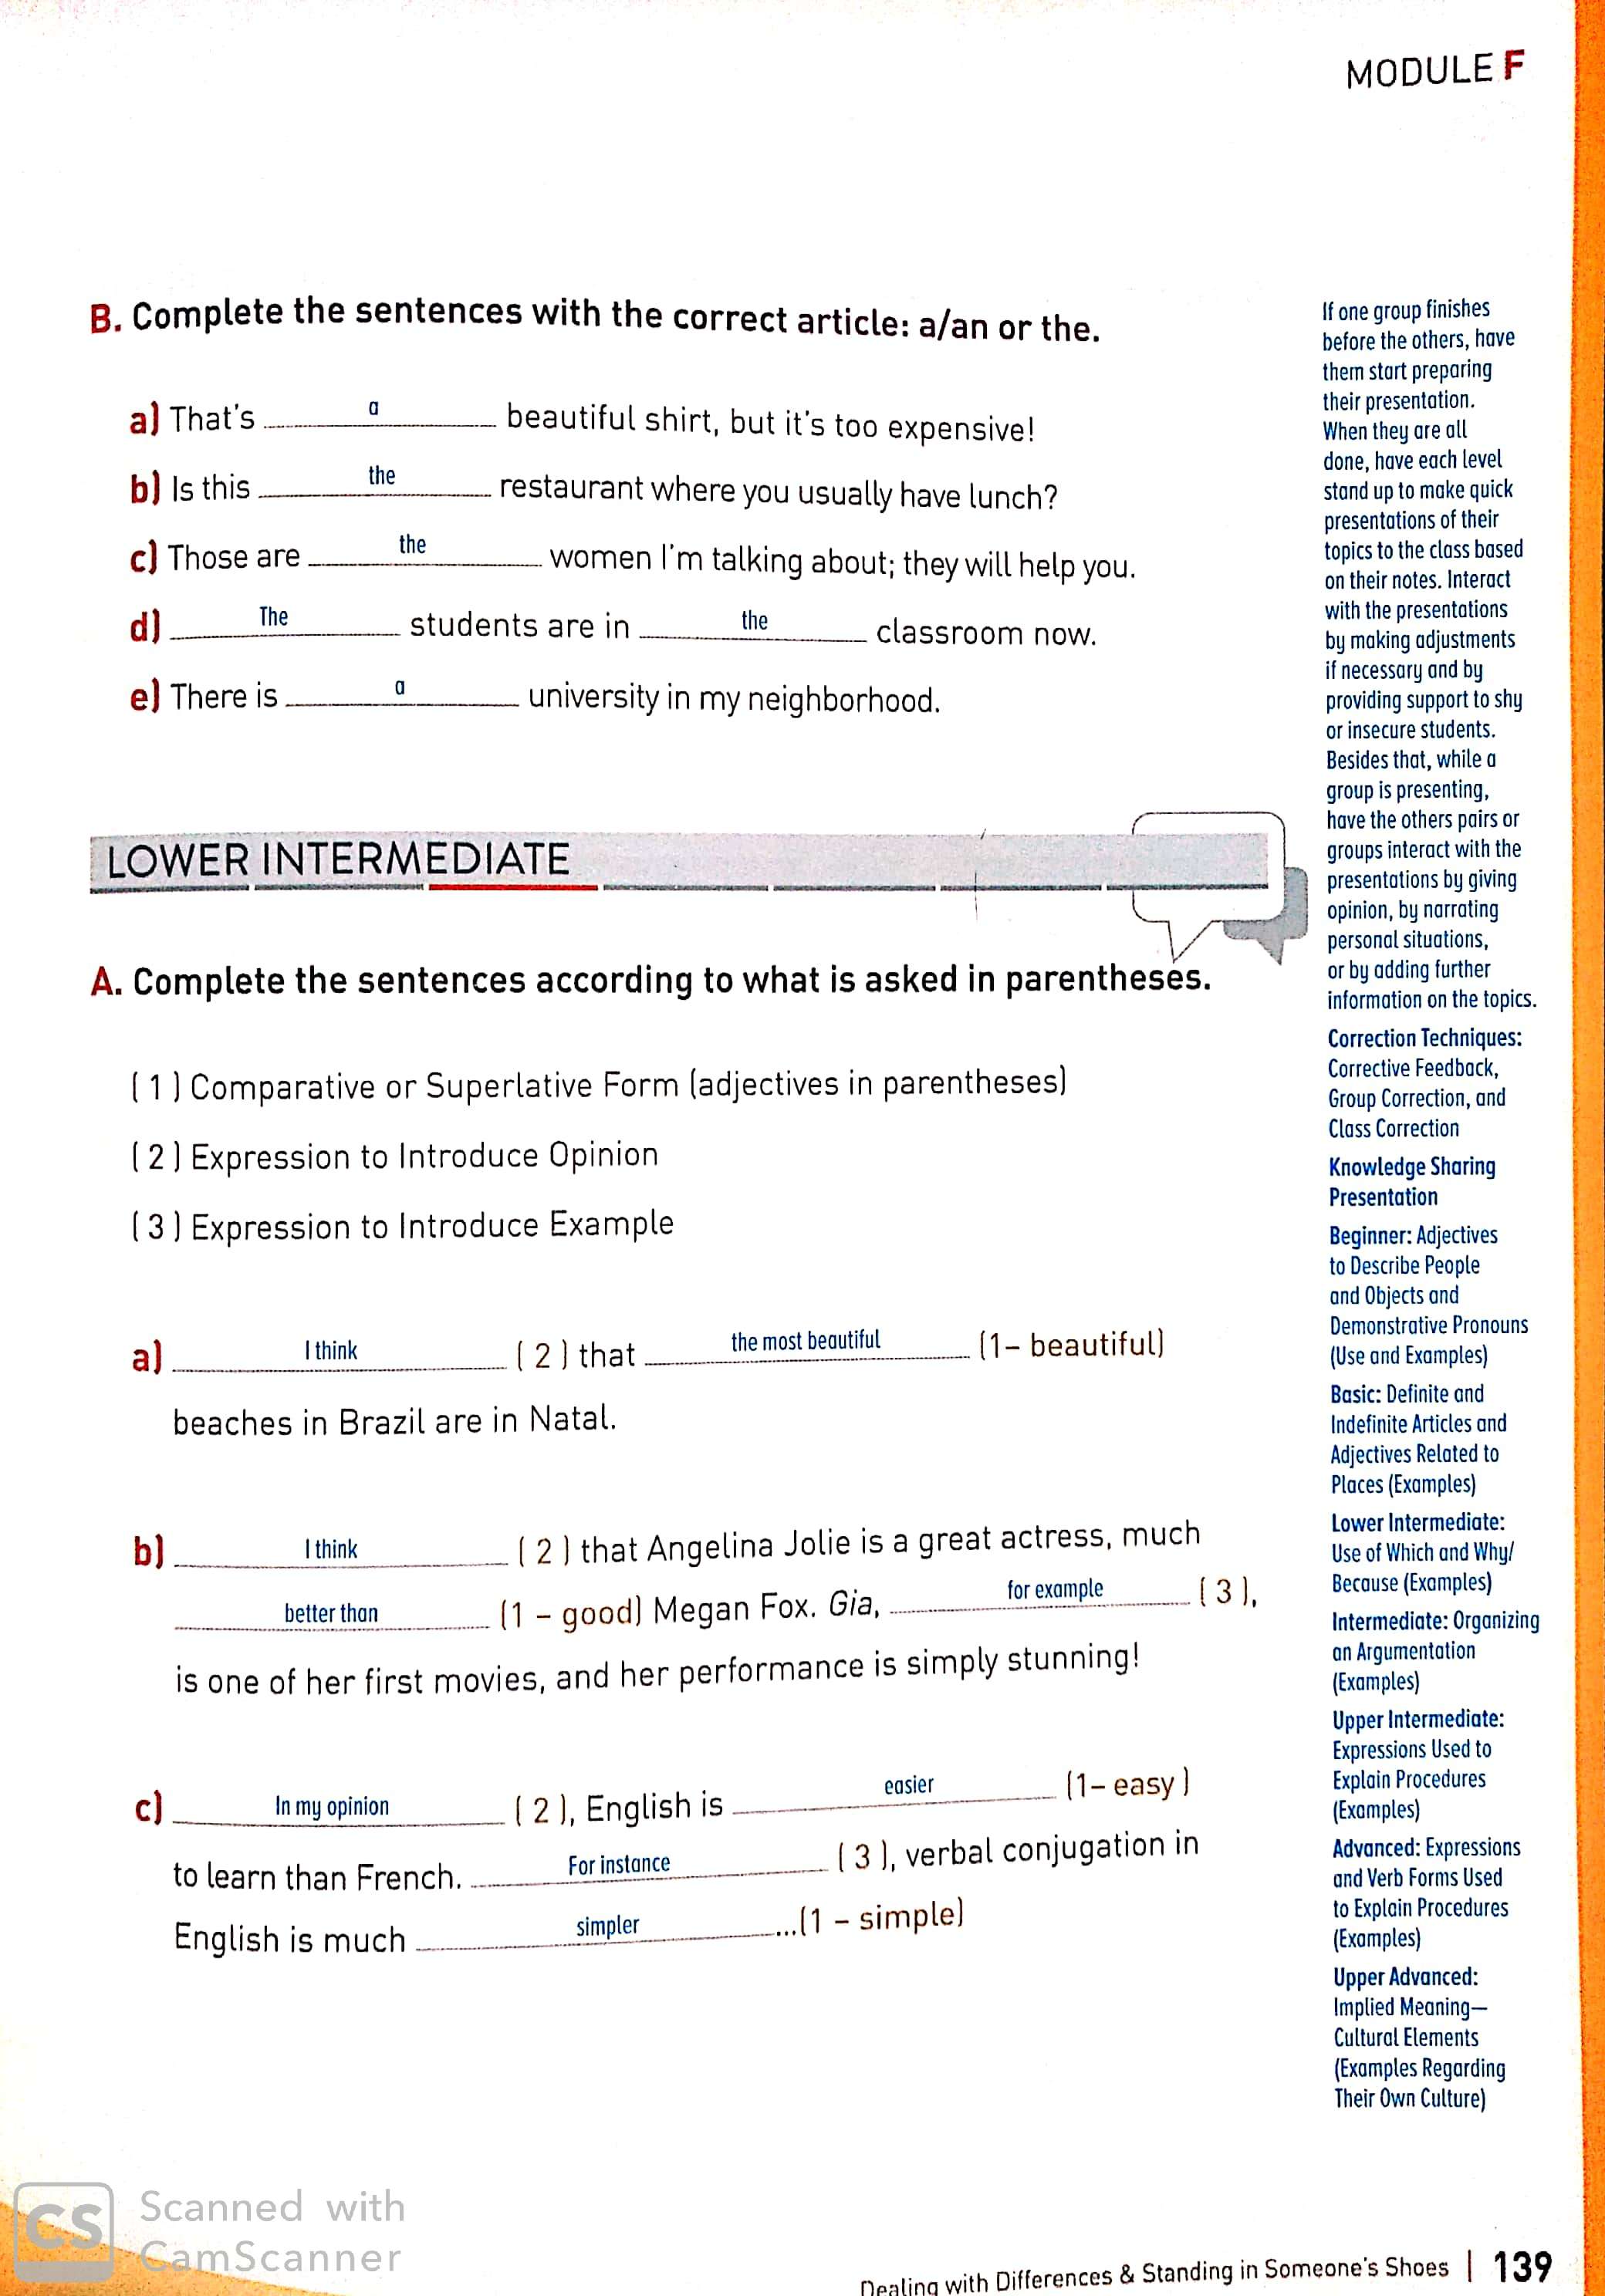 MODULE F
B. Complete the sentences with the correct article: a/an or the.
a) That's a beautiful shirt, but it's too expensive!
b) Is this the restaurant where you usually have lunch?
c) Those are the women I'm talking about; they will help you.
d) The students are in the classroom now.
e) There is a university in my neighborhood.
LOWER INTERMEDIATE
A. Complete the sentences according to what is asked in parentheses.
( 1 ) Comparative or Superlative Form (adjectives in parentheses)
( 2 ) Expression to Introduce Opinion
( 3 ) Expression to Introduce Example
a) I think ( 2 ) that the most beautiful (1– beautiful)
beaches in Brazil are in Natal.
b) I think ( 2 ) that Angelina Jolie is a great actress, much
better than (1 – good) Megan Fox. Gia, for example ( 3 ),
is one of her first movies, and her performance is simply stunning!
c) In my opinion ( 2 ), English is easier (1– easy )
to learn than French. For instance ( 3 ), verbal conjugation in
English is much simpler ...(1 – simple)
If one group finishes
before the others, have
them start preparing
their presentation.
When they are all
done, have each level
stand up to make quick
presentations of their
topics to the class based
on their notes. Interact
with the presentations
by making adjustments
if necessary and by
providing support to shy
or insecure students.
Besides that, while a
group is presenting,
have the others pairs or
groups interact with the
presentations by giving
opinion, by narrating
personal situations,
or by adding further
information on the topics.
Correction Techniques:
Corrective Feedback,
Group Correction, and
Class Correction
Knowledge Sharing
Presentation
Beginner: Adjectives
to Describe People
and Objects and
Demonstrative Pronouns
(Use and Examples)
Basic: Definite and
Indefinite Articles and
Adjectives Related to
Places (Examples)
Lower Intermediate:
Use of Which and Why/
Because (Examples)
Intermediate: Organizing
an Argumentation
(Examples)
Upper Intermediate:
Expressions Used to
Explain Procedures
(Examples)
Advanced: Expressions
and Verb Forms Used
to Explain Procedures
(Examples)
Upper Advanced:
Implied Meaning—
Cultural Elements
(Examples Regarding
Their Own Culture)
CS Scanned with
CamScanner
Dealing with Differences & Standing in Someone's Shoes | 139